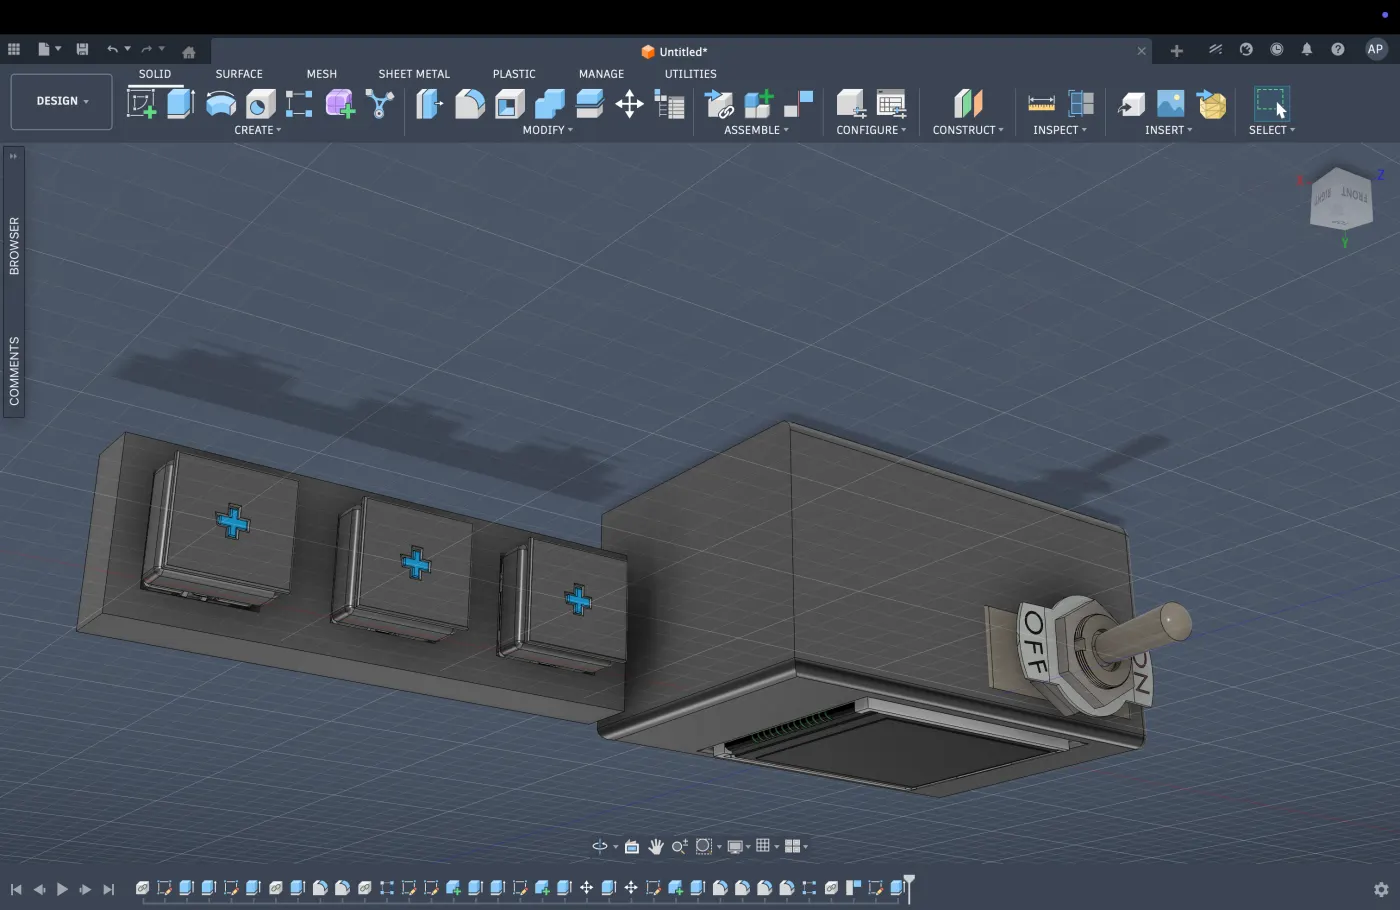 Untitled*
AP
SOLID
SURFACE
MESH
SHEET METAL
PLASTIC
MANAGE
UTILITIES
DESIGN
CREATE
MODIFY
ASSEMBLE
CONFIGURE
CONSTRUCT
INSPECT
INSERT
SELECT
BROWSER
COMMENTS
Z
RIGHT
FRONT
Y
OFF
ON